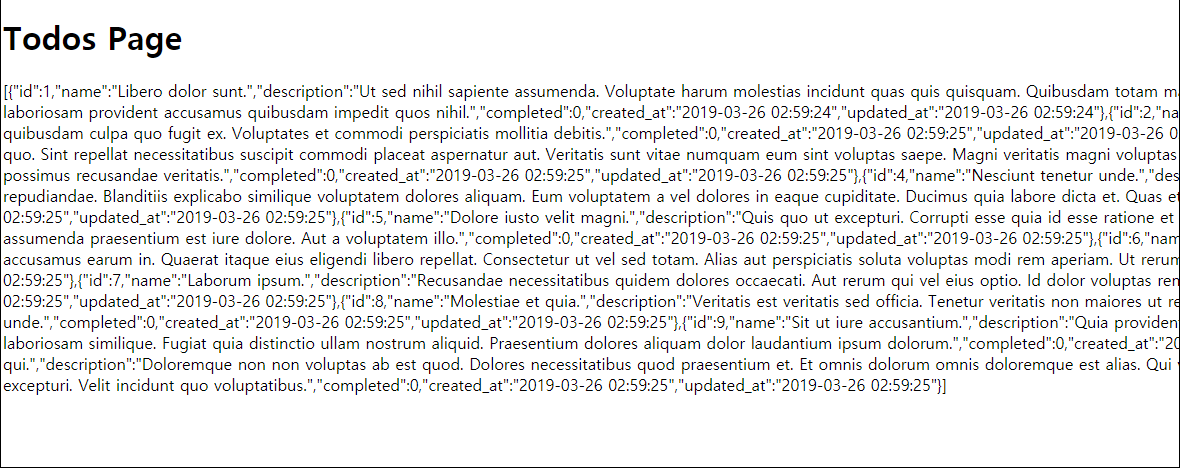 Todos Page
[{"id":1,"name":"Libero dolor sunt.","description":"Ut sed nihil sapiente assumenda. Voluptate harum molestias incidunt quas quis quisquam. Quibusdam totam m
laboriosam provident accusamus quibusdam impedit quos nihil.","completed":0,"created_at":"2019-03-26 02:59:24","updated_at":"2019-03-26 02:59:24"},{"id":2,"na
quibusdam culpa quo fugit ex. Voluptates et commodi perspiciatis mollitia debitis.","completed":0,"created_at":"2019-03-26 02:59:25","updated_at":"2019-03-26 0
quo. Sint repellat necessitatibus suscipit commodi placeat aspernatur aut. Veritatis sunt vitae numquam eum sint voluptas saepe. Magni veritatis magni voluptas
possimus recusandae veritatis.","completed":0,"created_at":"2019-03-26 02:59:25","updated_at":"2019-03-26 02:59:25"},{"id":4,"name":"Nesciunt tenetur unde.","des
repudiandae. Blanditiis explicabo similique voluptatem dolores aliquam. Eum voluptatem a vel dolores in eaque cupiditate. Ducimus quia labore dicta et. Quas et
02:59:25","updated_at":"2019-03-26 02:59:25"},{"id":5,"name":"Dolore iusto velit magni.","description":"Quis quo ut excepturi. Corrupti esse quia id esse ratione et
assumenda praesentium est iure dolore. Aut a voluptatem illo.","completed":0,"created_at":"2019-03-26 02:59:25","updated_at":"2019-03-26 02:59:25"},{"id":6,"nam
accusamus earum in. Quaerat itaque eius eligendi libero repellat. Consectetur ut vel sed totam. Alias aut perspiciatis soluta voluptas modi rem aperiam. Ut rerum
02:59:25"},{"id":7,"name":"Laborum ipsum.","description":"Recusandae necessitatibus quidem dolores occaecati. Aut rerum qui vel eius optio. Id dolor voluptas ren
02:59:25","updated_at":"2019-03-26 02:59:25"},{"id":8,"name":"Molestiae et quia.","description":"Veritatis est veritatis sed officia. Tenetur veritatis non maiores ut re
unde.","completed":0,"created_at":"2019-03-26 02:59:25","updated_at":"2019-03-26 02:59:25"},{"id":9,"name":"Sit ut iure accusantium.","description":"Quia providen
laboriosam similique. Fugiat quia distinctio ullam nostrum aliquid. Praesentium dolores aliquam dolor laudantium ipsum dolorum.","completed":0,"created_at":"20
qui.","description":"Doloremque non non voluptas ab est quod. Dolores necessitatibus quod praesentium et. Et omnis dolorum omnis doloremque est alias. Qui
excepturi. Velit incidunt quo voluptatibus.","completed":0,"created_at":"2019-03-26 02:59:25","updated_at":"2019-03-26 02:59:25"}]